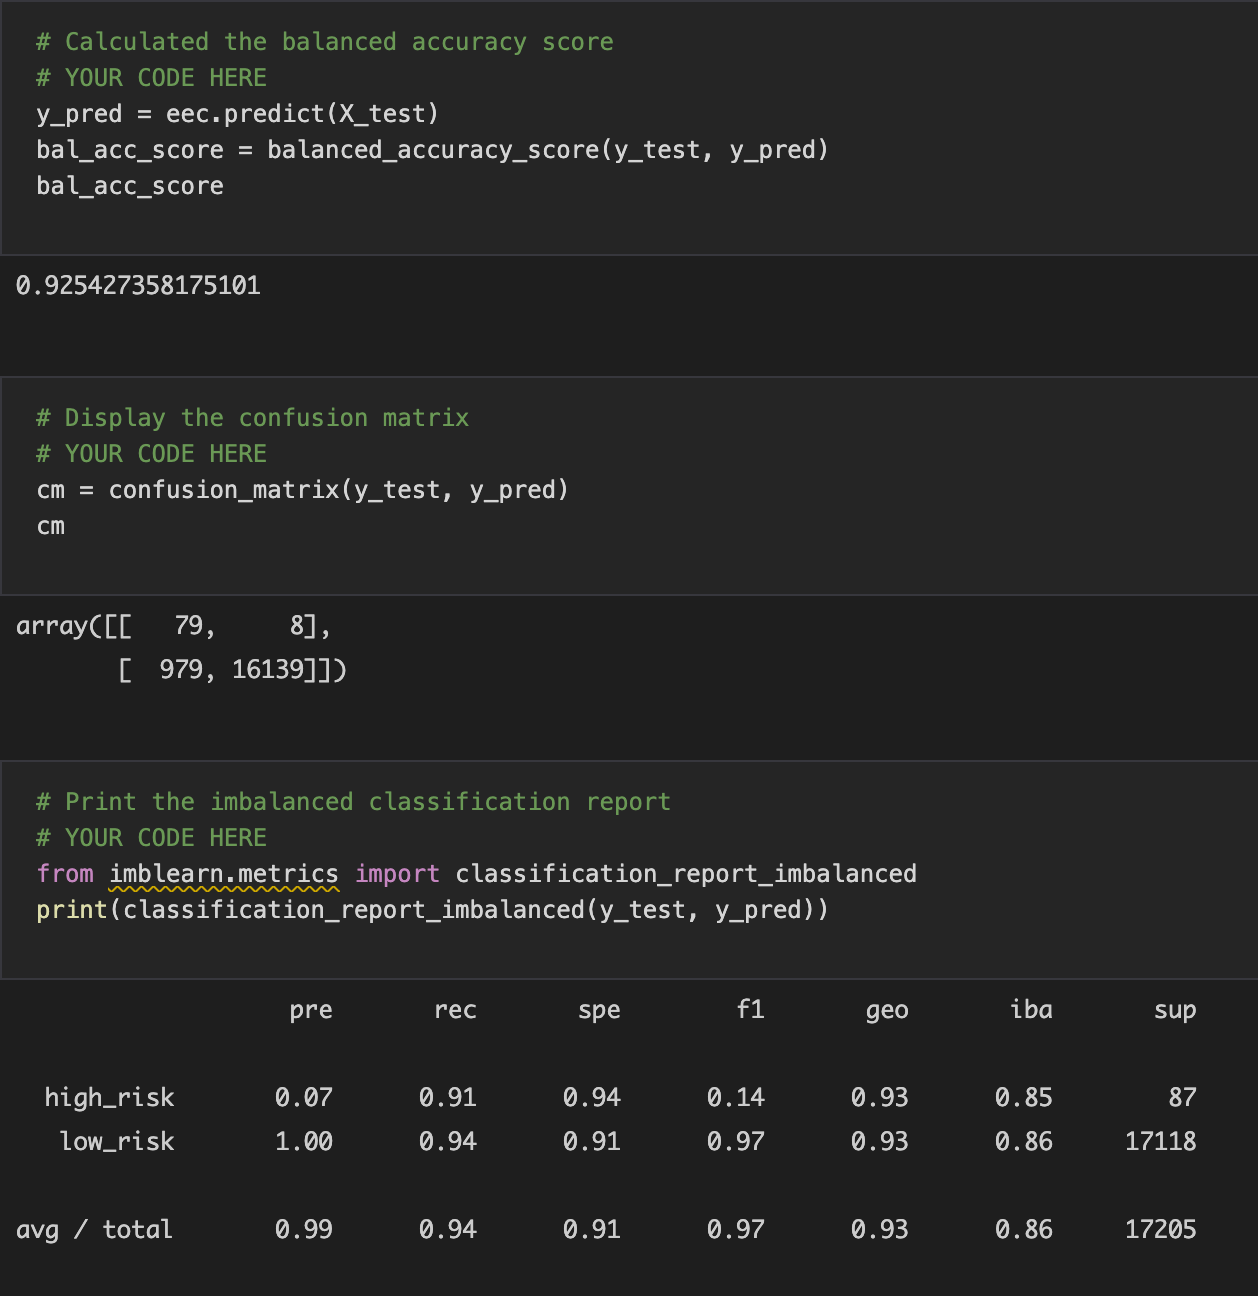 # Calculated the balanced accuracy score
# YOUR CODE HERE
y_pred = eec.predict(X_test)
bal_acc_score = balanced_accuracy_score(y_test, y_pred)
bal_acc_score
0.925427358175101
# Display the confusion matrix
# YOUR CODE HERE
cm = confusion_matrix(y_test, y_pred)
cm
array([[   79,     8],
       [  979, 16139]])
# Print the imbalanced classification report
# YOUR CODE HERE
from imblearn.metrics import classification_report_imbalanced
print(classification_report_imbalanced(y_test, y_pred))
                   pre       rec       spe        f1       geo       iba       sup
  high_risk       0.07      0.91      0.94      0.14      0.93      0.85        87
   low_risk       1.00      0.94      0.91      0.97      0.93      0.86     17118
avg / total       0.99      0.94      0.91      0.97      0.93      0.86     17205